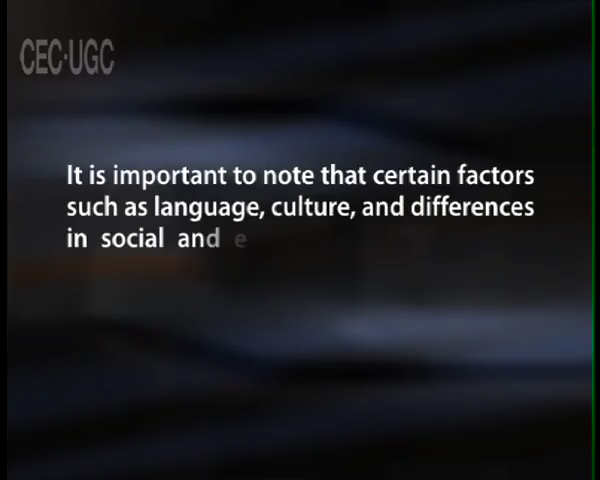 CEC-UGC
It is important to note that certain factors
such as language, culture, and differences
in social and e